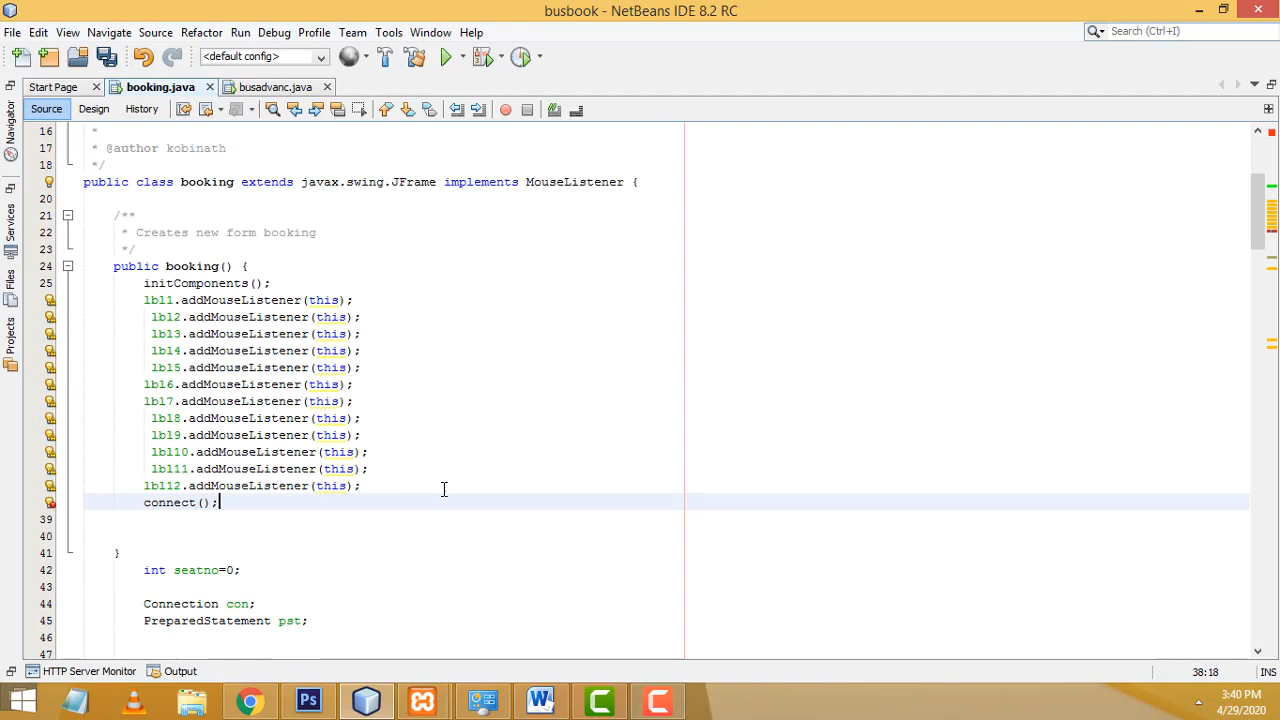 busbook - NetBeans IDE 8.2 RC
File Edit View Navigate Source Refactor Run Debug Profile Team Tools Window Help
Search (Ctrl+I)
<default config>
Start Page booking.java busadvanc.java
Source Design History
Navigator
Services
Files
Projects
16 *
17 * @author kobinath
18 */
public class booking extends javax.swing.JFrame implements MouseListener {
20
21 /**
22 * Creates new form booking
23 */
24 public booking() {
25 initComponents();
lbl1.addMouseListener(this);
lbl2.addMouseListener(this);
lbl3.addMouseListener(this);
lbl4.addMouseListener(this);
lbl5.addMouseListener(this);
lbl6.addMouseListener(this);
lbl7.addMouseListener(this);
lbl8.addMouseListener(this);
lbl9.addMouseListener(this);
lbl10.addMouseListener(this);
lbl11.addMouseListener(this);
lbl12.addMouseListener(this);
connect();
39
40
41 }
42 int seatno=0;
43
44 Connection con;
45 PreparedStatement pst;
46
47
HTTP Server Monitor Output
38:18 INS
3:40 PM
4/29/2020